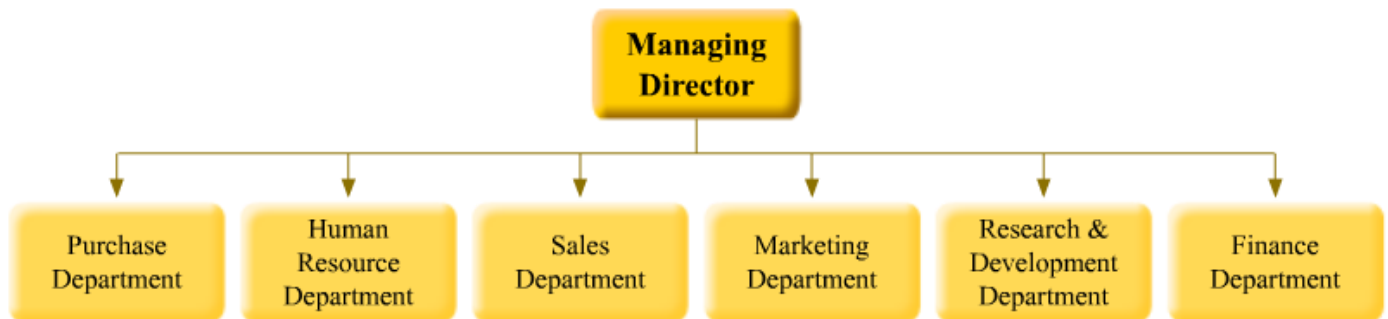 Managing
Director
Purchase
Department
Human
Resource
Department
Sales
Department
Marketing
Department
Research &
Development
Department
Finance
Department